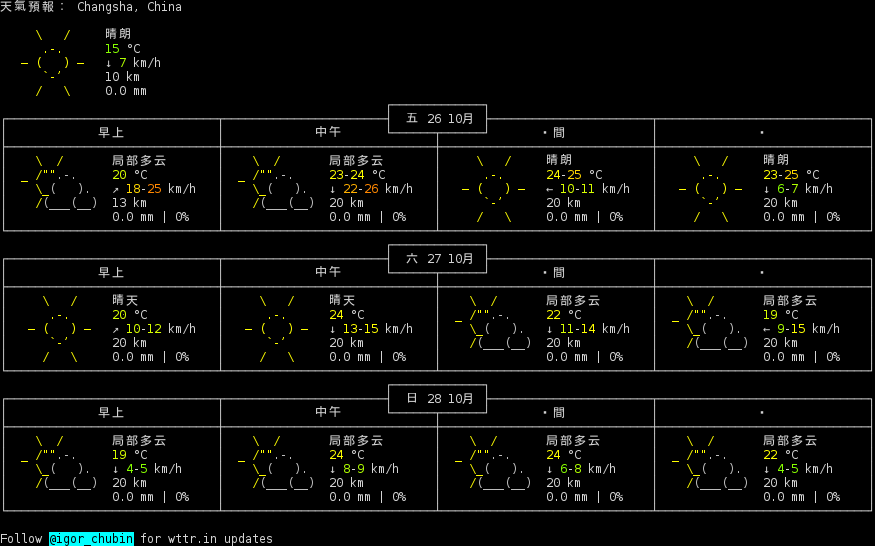 天氣預報： Changsha, China
晴朗
15 °C
↓ 7 km/h
10 km
0.0 mm
五 26 10月
早上 中午 ・間 ・
局部多云 局部多云 晴朗 晴朗
20 °C 23-24 °C 24-25 °C 23-25 °C
↗ 18-25 km/h ↓ 22-26 km/h ← 10-11 km/h ↓ 6-7 km/h
13 km 20 km 20 km 20 km
0.0 mm | 0% 0.0 mm | 0% 0.0 mm | 0% 0.0 mm | 0%
六 27 10月
早上 中午 ・間 ・
晴天 晴天 局部多云 局部多云
20 °C 24 °C 22 °C 19 °C
↗ 10-12 km/h ↓ 13-15 km/h ↓ 11-14 km/h ← 9-15 km/h
20 km 20 km 20 km 20 km
0.0 mm | 0% 0.0 mm | 0% 0.0 mm | 0% 0.0 mm | 0%
日 28 10月
早上 中午 ・間 ・
局部多云 局部多云 局部多云 局部多云
19 °C 24 °C 24 °C 22 °C
↓ 4-5 km/h ↓ 8-9 km/h ↓ 6-8 km/h ↓ 4-5 km/h
20 km 20 km 20 km 20 km
0.0 mm | 0% 0.0 mm | 0% 0.0 mm | 0% 0.0 mm | 0%
Follow @igor_chubin for wttr.in updates